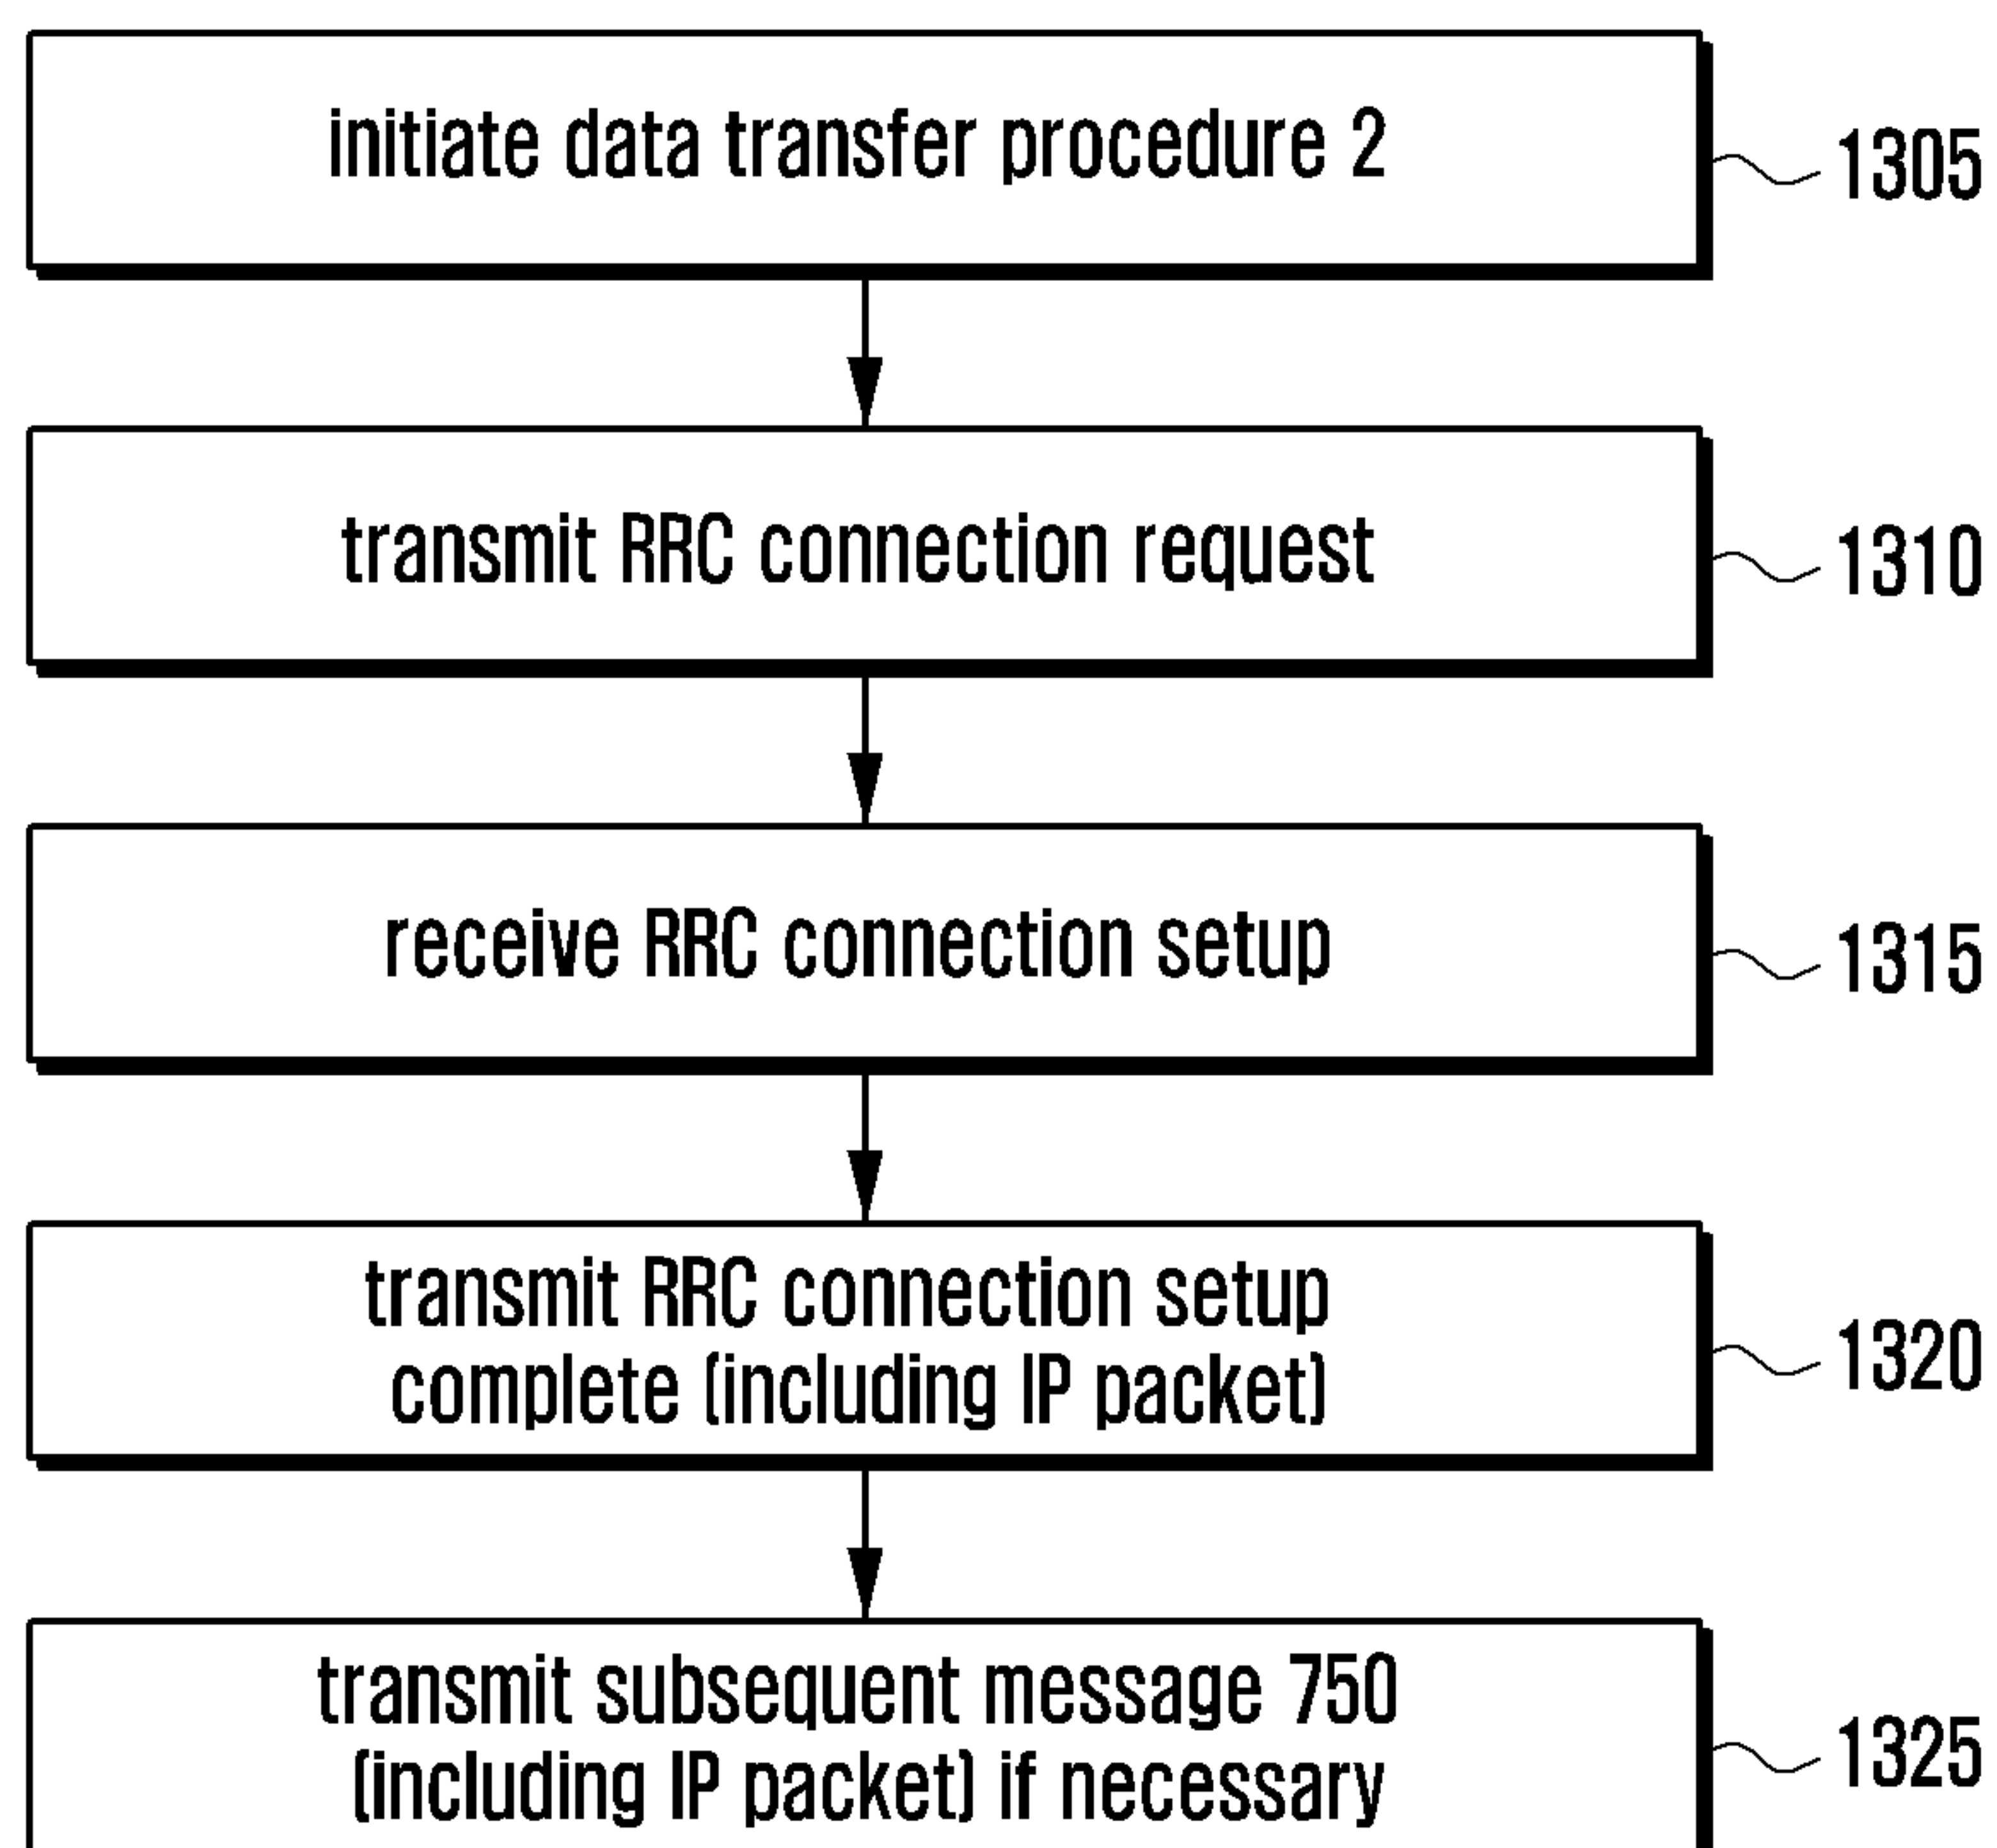 initiate data transfer procedure 2
1305
transmit RRC connection request
1310
receive RRC connection setup
1315
transmit RRC connection setup
complete (including IP packet)
1320
transmit subsequent message 750
(including IP packet) if necessary
1325